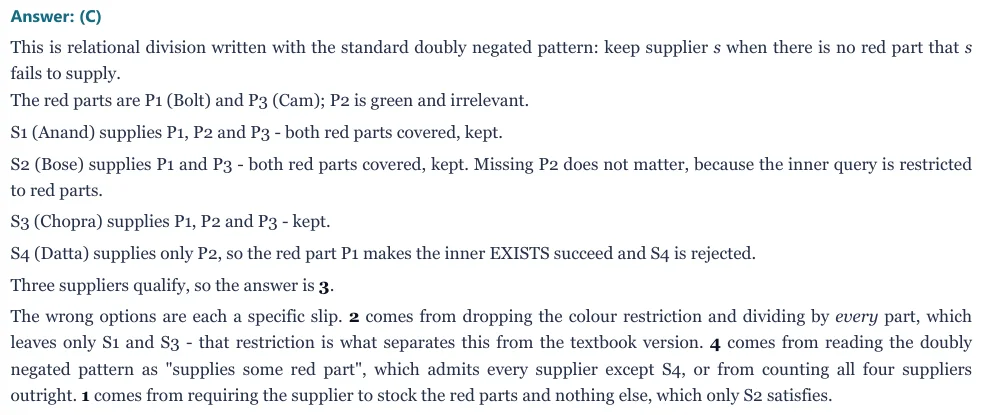 Answer: (C)
This is relational division written with the standard doubly negated pattern: keep supplier s when there is no red part that s
fails to supply.
The red parts are P1 (Bolt) and P3 (Cam); P2 is green and irrelevant.
S1 (Anand) supplies P1, P2 and P3 - both red parts covered, kept.
S2 (Bose) supplies P1 and P3 - both red parts covered, kept. Missing P2 does not matter, because the inner query is restricted
to red parts.
S3 (Chopra) supplies P1, P2 and P3 - kept.
S4 (Datta) supplies only P2, so the red part P1 makes the inner EXISTS succeed and S4 is rejected.
Three suppliers qualify, so the answer is 3.
The wrong options are each a specific slip. 2 comes from dropping the colour restriction and dividing by every part, which
leaves only S1 and S3 - that restriction is what separates this from the textbook version. 4 comes from reading the doubly
negated pattern as "supplies some red part", which admits every supplier except S4, or from counting all four suppliers
outright. 1 comes from requiring the supplier to stock the red parts and nothing else, which only S2 satisfies.